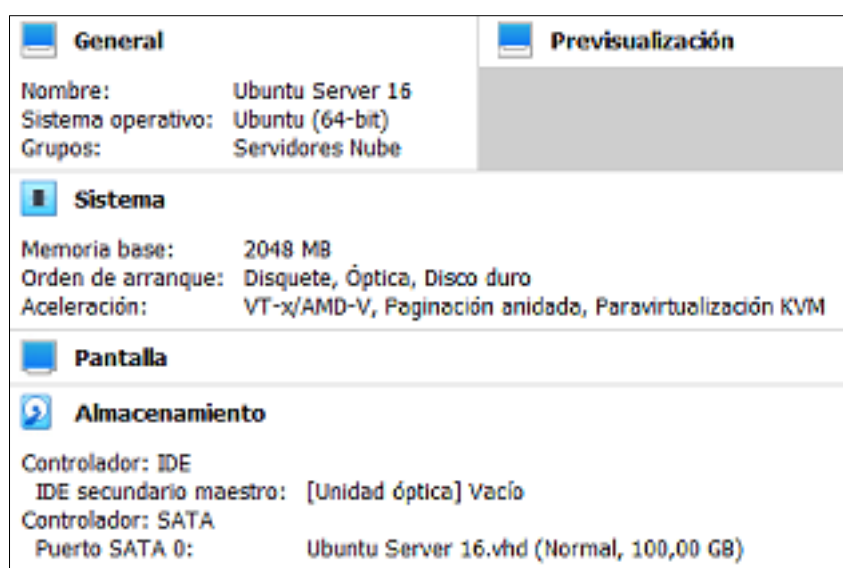 General
Previsualización
Nombre: Ubuntu Server 16
Sistema operativo: Ubuntu (64-bit)
Grupos: Servidores Nube
Sistema
Memoria base: 2048 MB
Orden de arranque: Disquete, Óptica, Disco duro
Aceleración: VT-x/AMD-V, Paginación anidada, Paravirtualización KVM
Pantalla
Almacenamiento
Controlador: IDE
IDE secundario maestro: [Unidad óptica] Vacío
Controlador: SATA
Puerto SATA 0: Ubuntu Server 16.vhd (Normal, 100,00 GB)